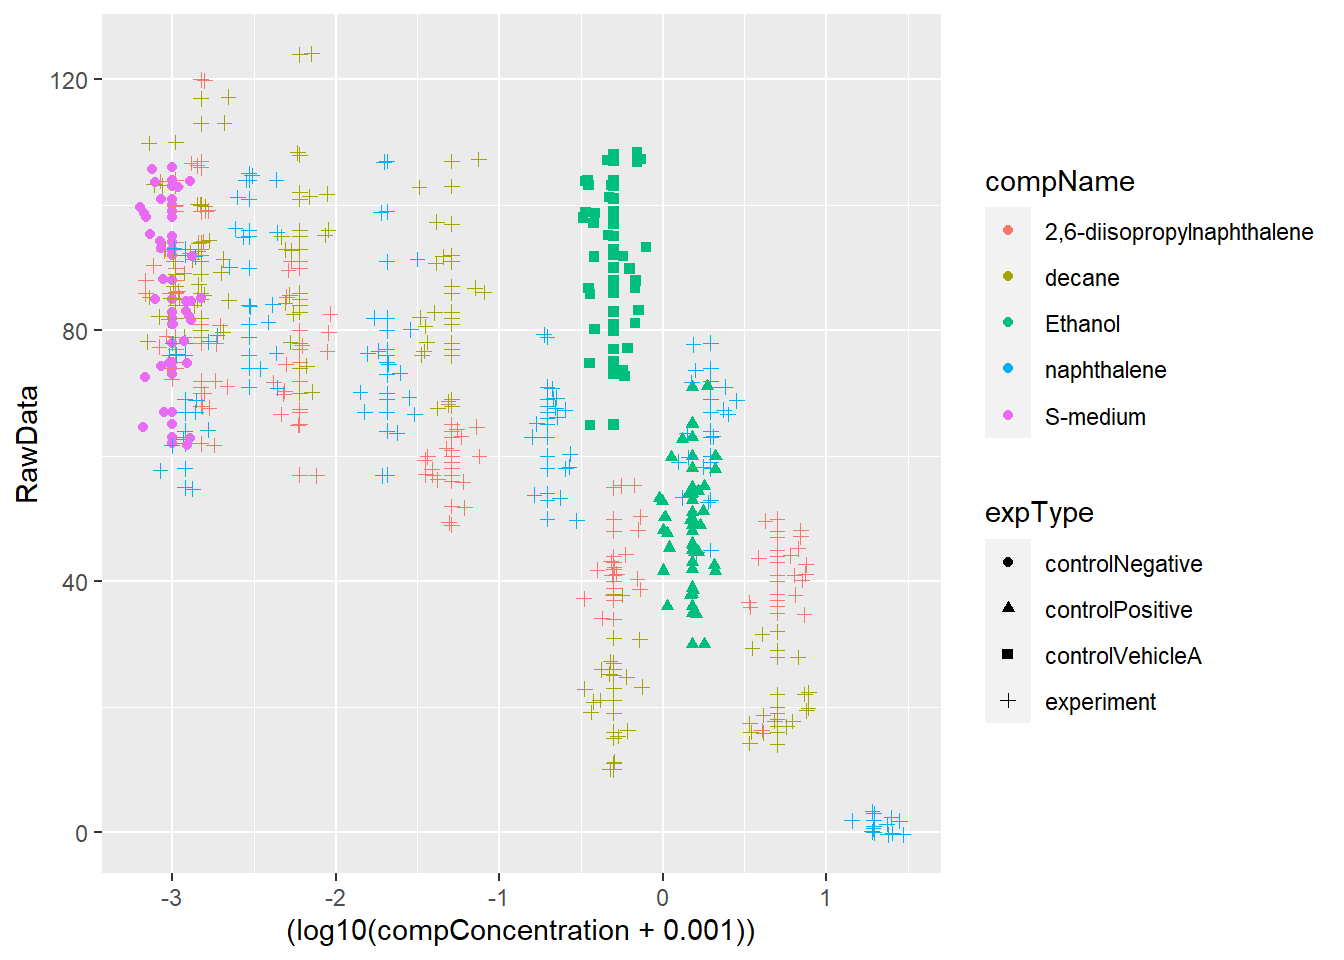 RawData
120
80
40
0
-3
-2
-1
0
1
(log10(compConcentration + 0.001))
compName
2,6-diisopropylnaphthalene
decane
Ethanol
naphthalene
S-medium
expType
controlNegative
controlPositive
controlVehicleA
experiment